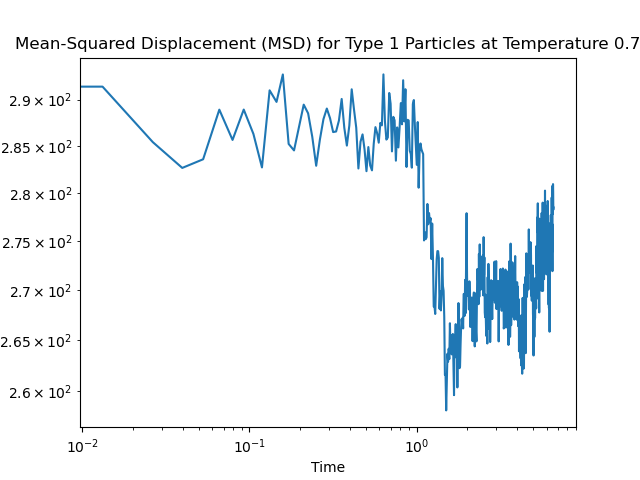 Mean-Squared Displacement (MSD) for Type 1 Particles at Temperature 0.7
2.9 × 10²
2.85 × 10²
2.8 × 10²
2.75 × 10²
2.7 × 10²
2.65 × 10²
2.6 × 10²
10⁻² 10⁻¹ 10⁰
Time